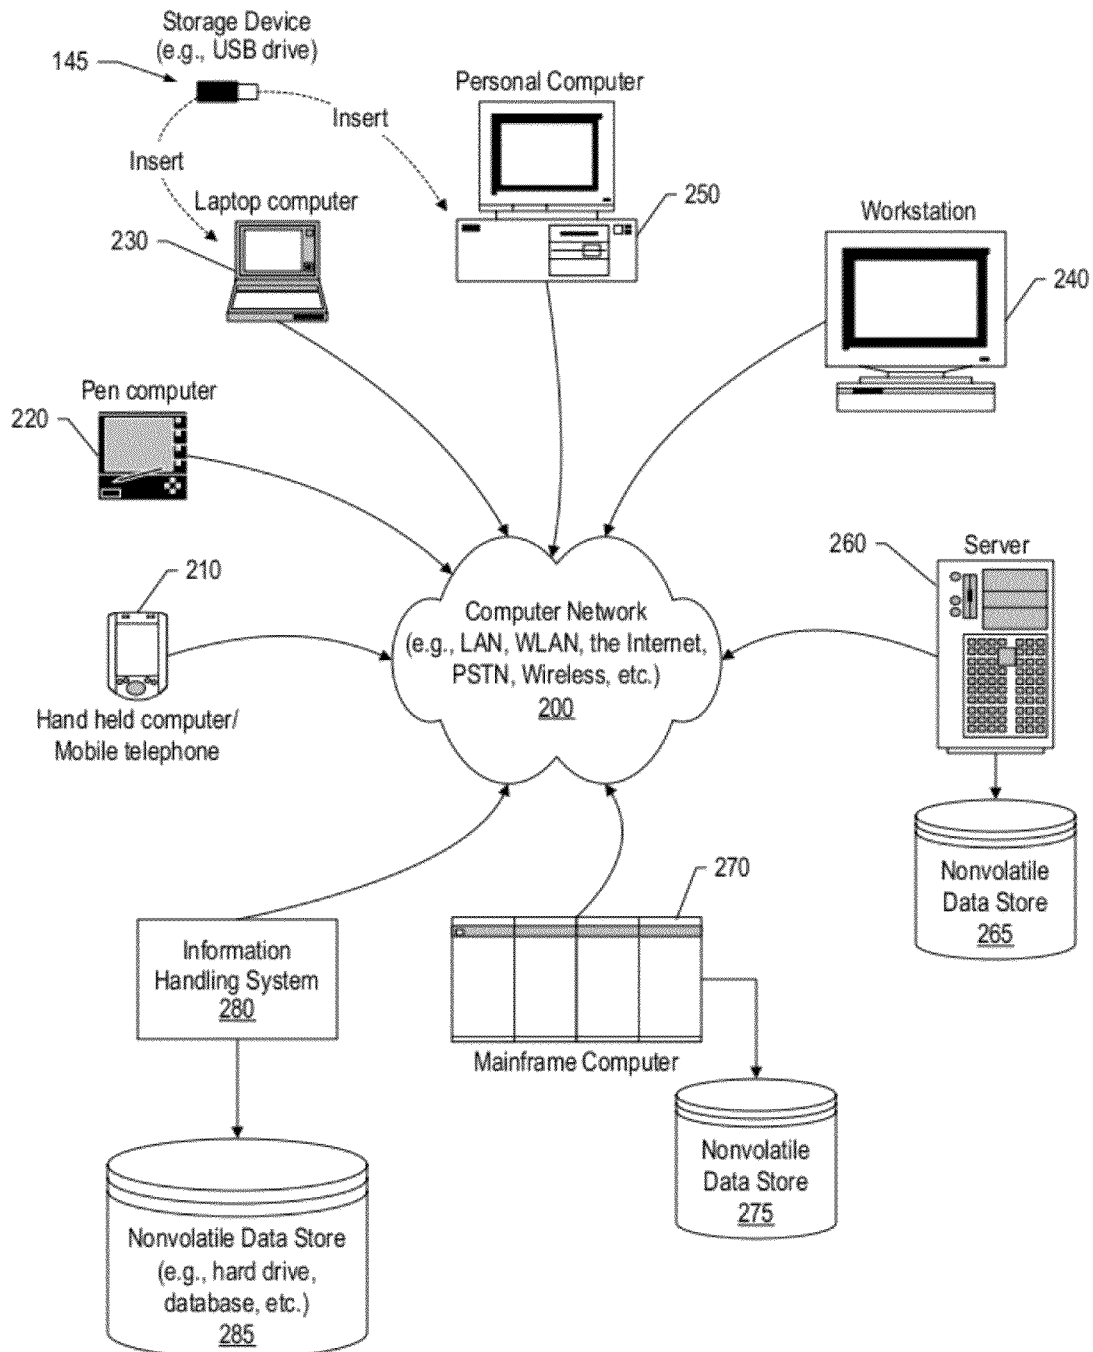 Storage Device
(e.g., USB drive)
145
Insert
Insert
Personal Computer
250
Laptop computer
230
Workstation
240
Pen computer
220
210
Hand held computer/
Mobile telephone
Computer Network
(e.g., LAN, WLAN, the Internet,
PSTN, Wireless, etc.)
200
260
Server
Nonvolatile
Data Store
265
Information
Handling System
280
270
Mainframe Computer
Nonvolatile
Data Store
275
Nonvolatile Data Store
(e.g., hard drive,
database, etc.)
285